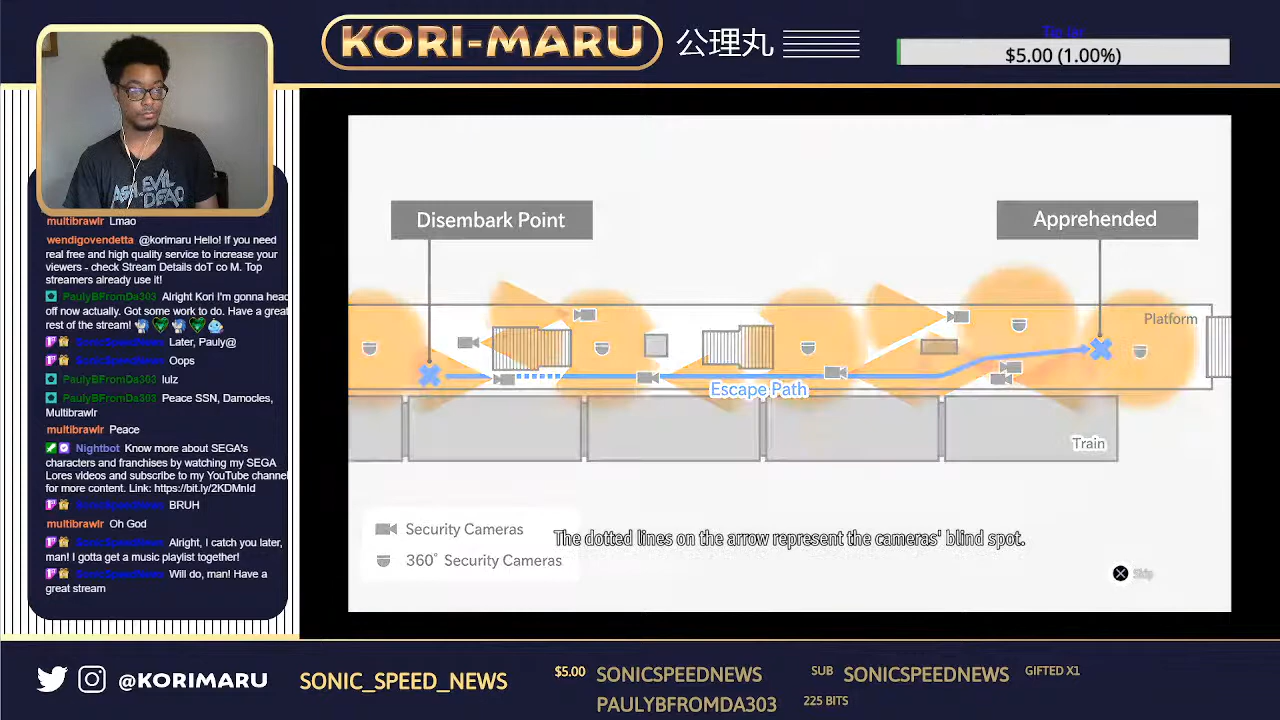 KORI-MARU 公理丸
Tip Jar
$5.00 (1.00%)
multibrawlr Lmao
wendigovendetta @korimaru Hello! If you need
real free and high quality service to increase your
viewers - check Stream Details doT co M. Top
streamers already use it!
PaulyBFromDa303 Alright Kori I'm gonna head
off now actually. Got some work to do. Have a great
rest of the stream!
SonicSpeedNews Later, Pauly@
SonicSpeedNews Oops
PaulyBFromDa303 lulz
PaulyBFromDa303 Peace SSN, Damocles,
Multibrawlr
multibrawlr Peace
Nightbot Know more about SEGA's
characters and franchises by watching my SEGA
Lores videos and subscribe to my YouTube channel
for more content. Link: https://bit.ly/2KDMnId
SonicSpeedNews BRUH
multibrawlr Oh God
SonicSpeedNews Alright, I catch you later,
man! I gotta get a music playlist together!
SonicSpeedNews Will do, man! Have a
great stream
Disembark Point
Apprehended
Platform
Escape Path
Train
Security Cameras
360° Security Cameras
The dotted lines on the arrow represent the cameras' blind spot.
Skip
@KORIMARU
SONIC_SPEED_NEWS
$5.00 SONICSPEEDNEWS
PAULYBFROMDA303
SUB SONICSPEEDNEWS GIFTED X1
225 BITS